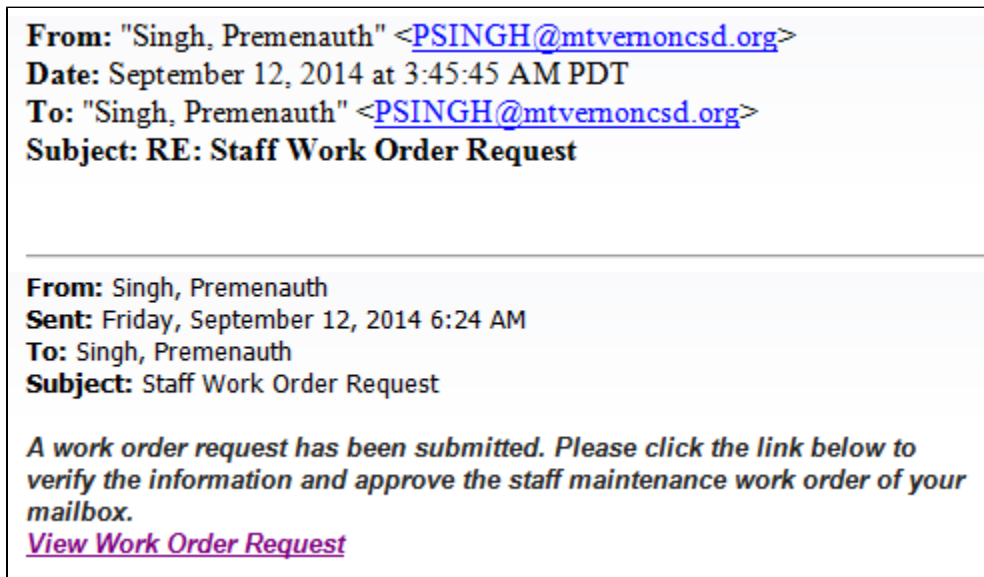 From: "Singh, Premenauth" <PSINGH@mtvernoncsd.org>
Date: September 12, 2014 at 3:45:45 AM PDT
To: "Singh, Premenauth" <PSINGH@mtvernoncsd.org>
Subject: RE: Staff Work Order Request
From: Singh, Premenauth
Sent: Friday, September 12, 2014 6:24 AM
To: Singh, Premenauth
Subject: Staff Work Order Request
A work order request has been submitted. Please click the link below to
verify the information and approve the staff maintenance work order of your
mailbox.
View Work Order Request